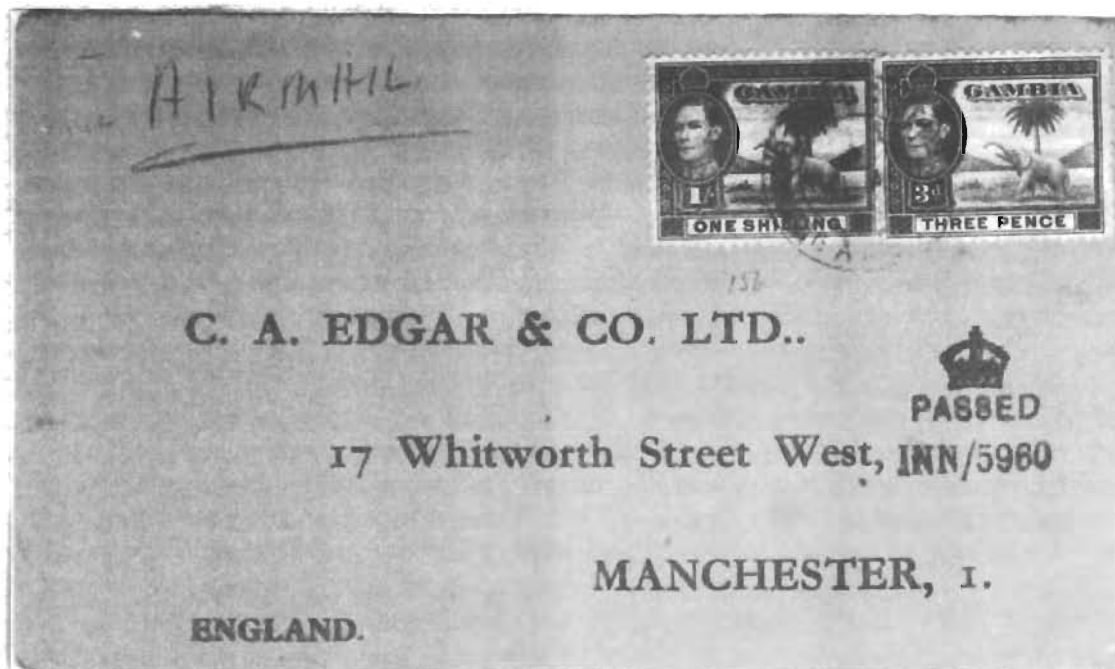 AIRMAIL
GAMBIA GAMBIA
1/- 3d
ONE SHILLING THREE PENCE
C. A. EDGAR & CO. LTD..
PASSED
17 Whitworth Street West, INN/5960
MANCHESTER, 1.
ENGLAND.